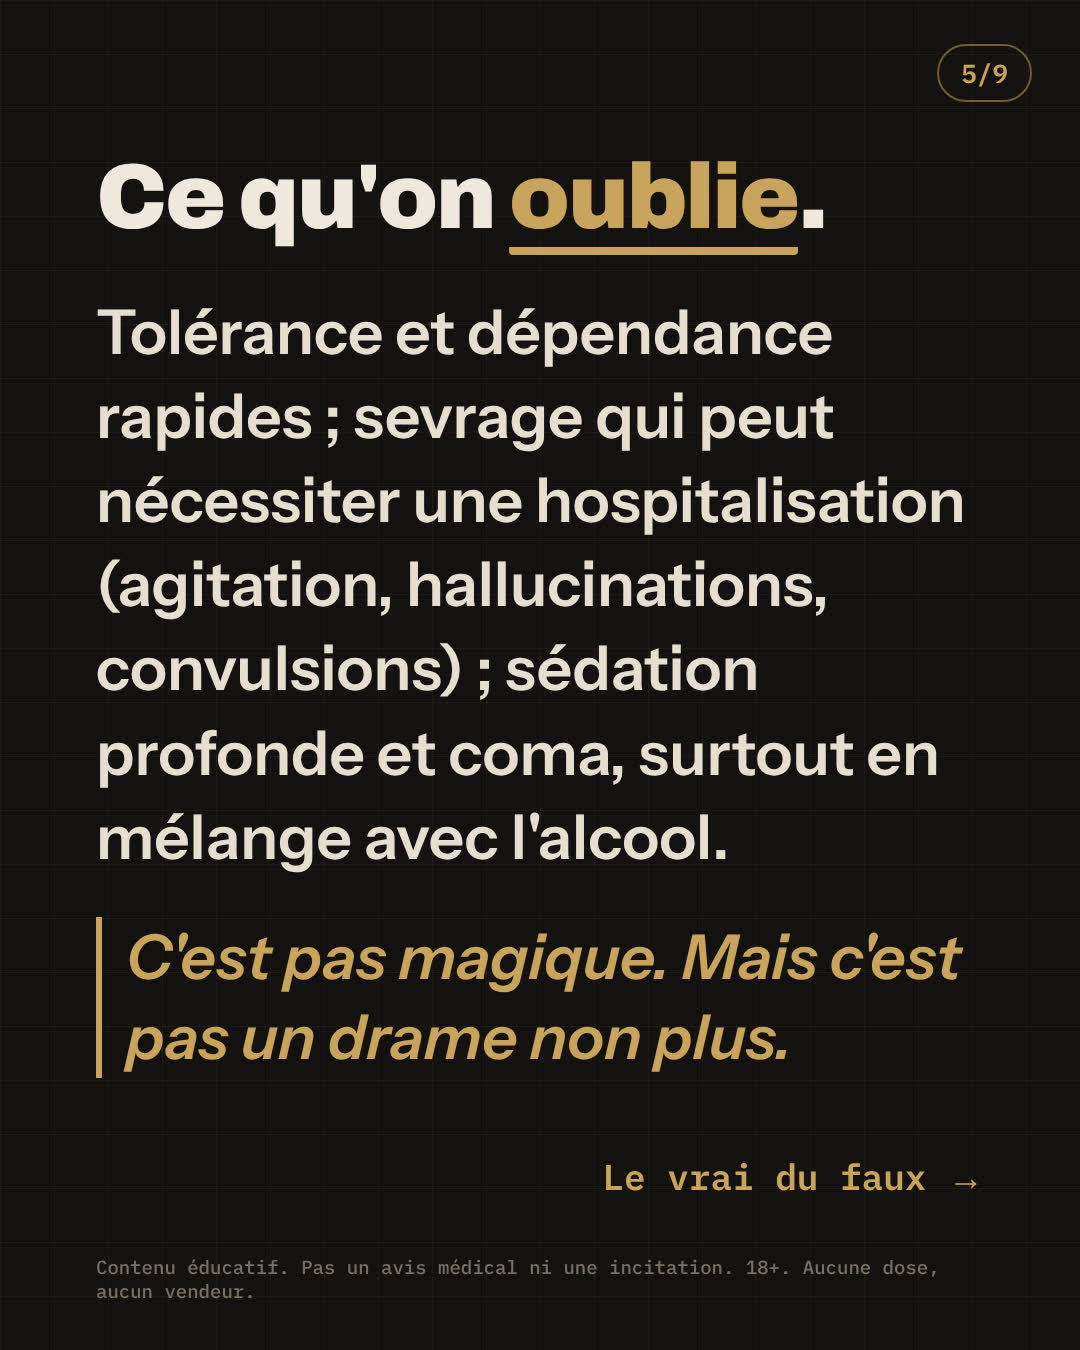 5/9
Ce qu'on oublie.
Tolérance et dépendance
rapides ; sevrage qui peut
nécessiter une hospitalisation
(agitation, hallucinations,
convulsions) ; sédation
profonde et coma, surtout en
mélange avec l'alcool.
C'est pas magique. Mais c'est
pas un drame non plus.
Le vrai du faux →
Contenu éducatif. Pas un avis médical ni une incitation. 18+. Aucune dose,
aucun vendeur.